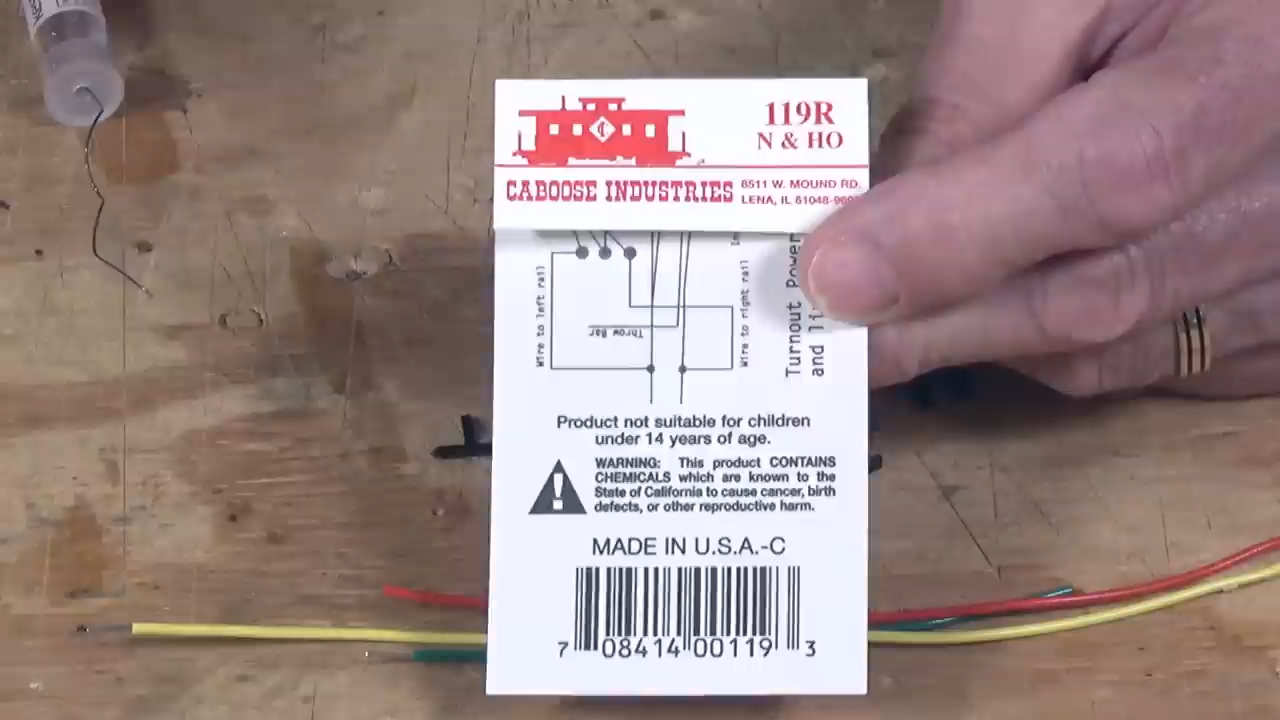 119R
N & HO
CABOOSE INDUSTRIES
8511 W. MOUND RD.
LENA, IL 61048-96
Wire to left rail
Throw Bar
Wire to right rail
Turnout Power
and
Product not suitable for children
under 14 years of age.
WARNING: This product CONTAINS
CHEMICALS which are known to the
State of California to cause cancer, birth
defects, or other reproductive harm.
MADE IN U.S.A.-C
7 08414 00119 3